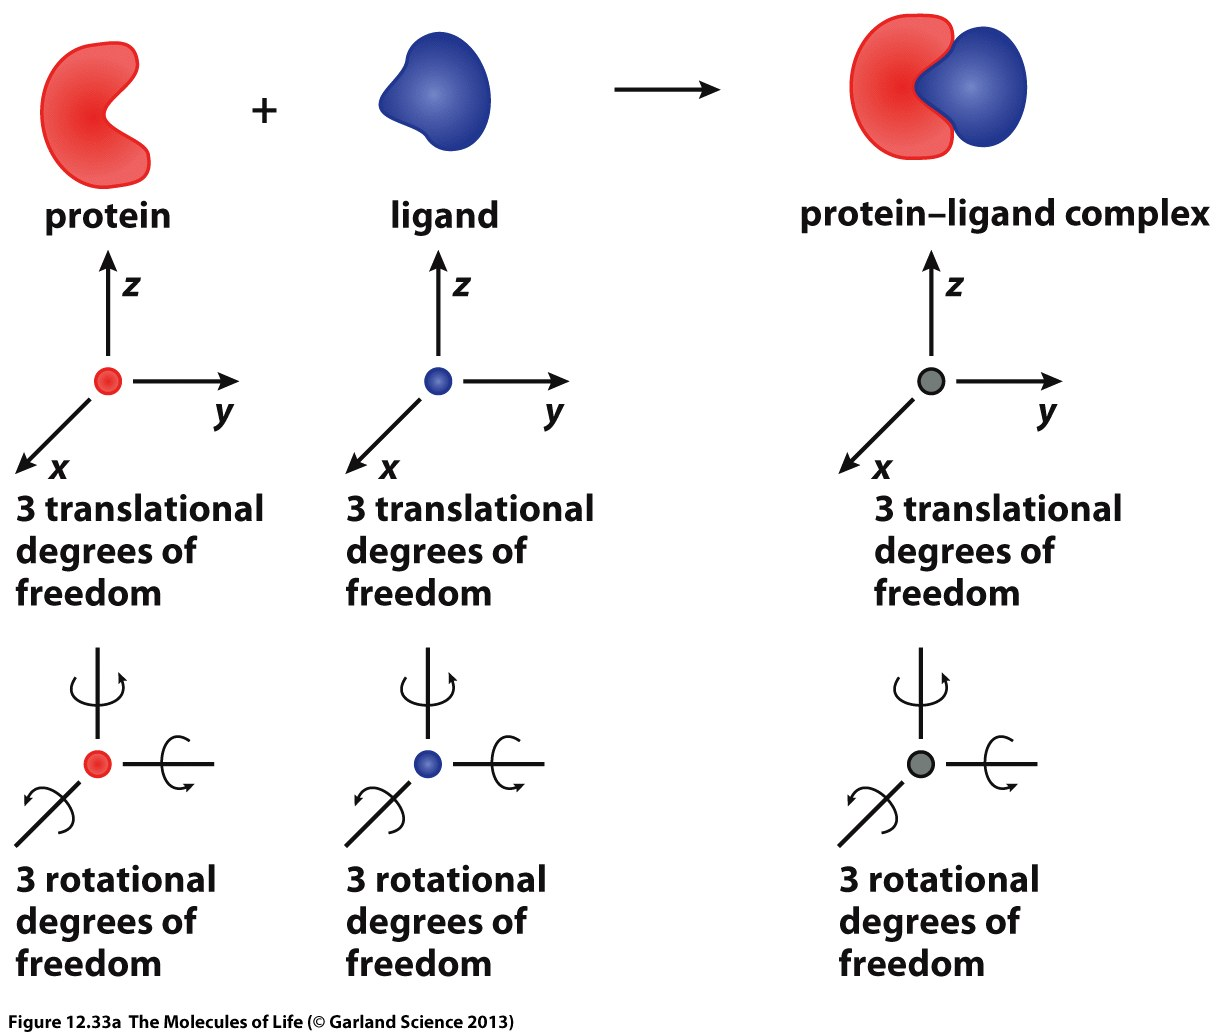 +
protein
ligand
protein–ligand complex
z
y
x
z
y
x
z
y
x
3 translational
degrees of
freedom
3 translational
degrees of
freedom
3 translational
degrees of
freedom
3 rotational
degrees of
freedom
3 rotational
degrees of
freedom
3 rotational
degrees of
freedom
Figure 12.33a The Molecules of Life (© Garland Science 2013)